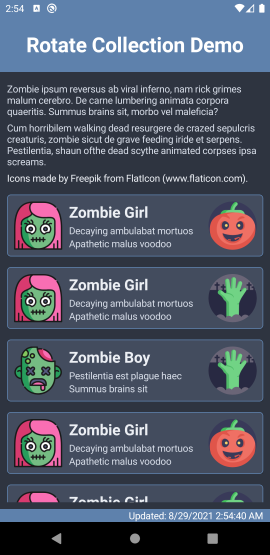 2:54
Rotate Collection Demo
Zombie ipsum reversus ab viral inferno, nam rick grimes
malum cerebro. De carne lumbering animata corpora
quaeritis. Summus brains sit, morbo vel maleficia?
Cum horribilem walking dead resurgere de crazed sepulcris
creaturis, zombie sicut de grave feeding iride et serpens.
Pestilentia, shaun ofthe dead scythe animated corpses ipsa
screams.
Icons made by Freepik from FlatIcon (www.flaticon.com).
Zombie Girl
Decaying ambulabat mortuos
Apathetic malus voodoo
Zombie Girl
Decaying ambulabat mortuos
Apathetic malus voodoo
Zombie Boy
Pestilentia est plague haec
Summus brains sit
Zombie Girl
Decaying ambulabat mortuos
Apathetic malus voodoo
Zombie Girl
Updated: 8/29/2021 2:54:40 AM